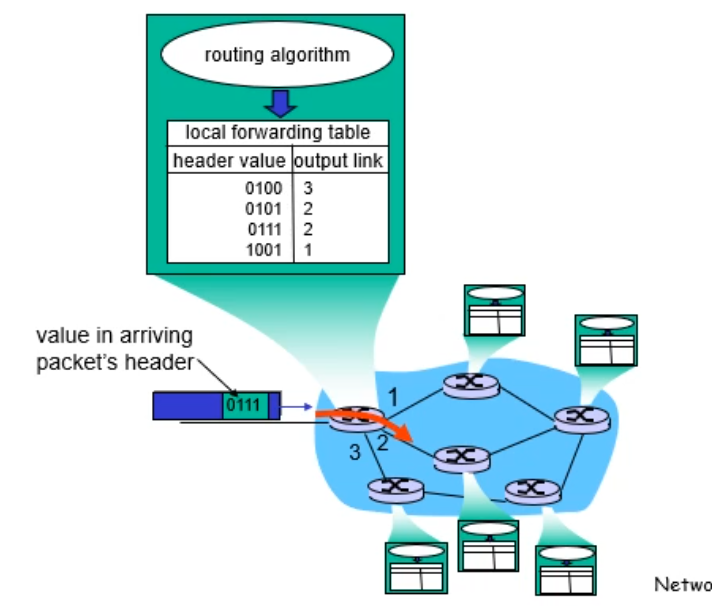 routing algorithm
local forwarding table
header value output link
0100 3
0101 2
0111 2
1001 1
value in arriving
packet's header
0111
1
2
3